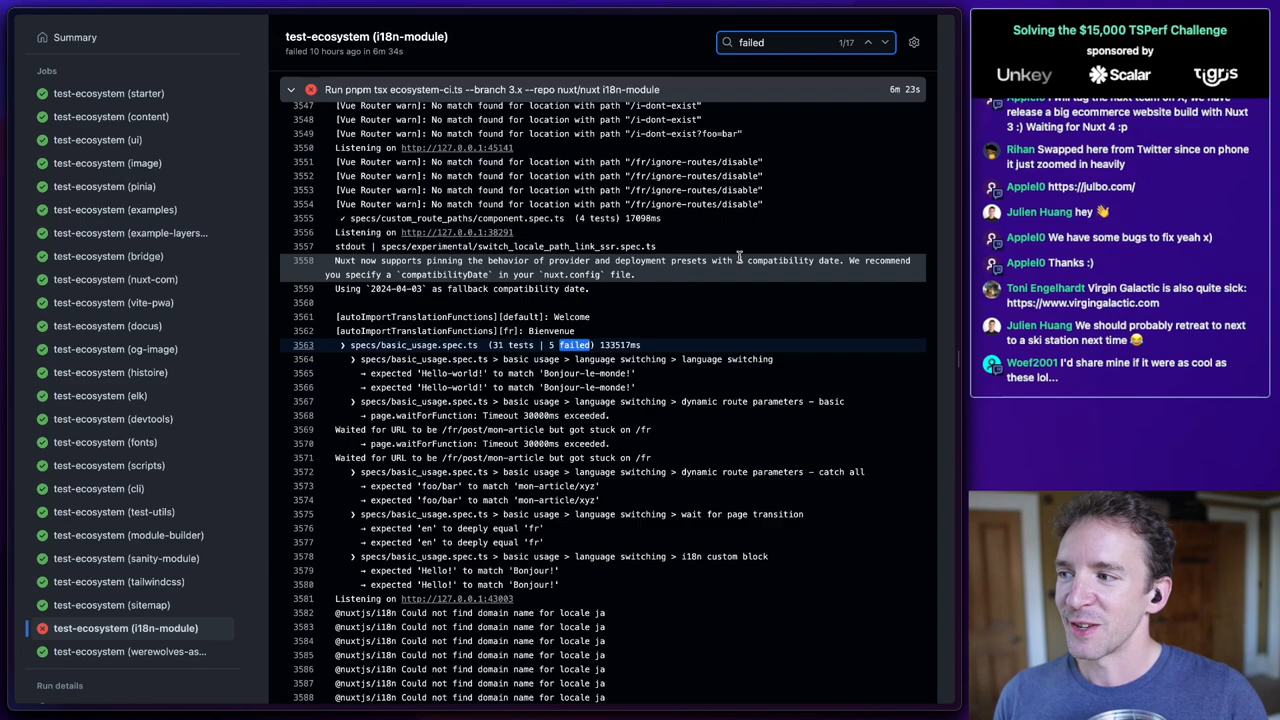 Summary
Jobs
test-ecosystem (starter)
test-ecosystem (content)
test-ecosystem (ui)
test-ecosystem (image)
test-ecosystem (pinia)
test-ecosystem (examples)
test-ecosystem (example-layers...
test-ecosystem (bridge)
test-ecosystem (nuxt-com)
test-ecosystem (vite-pwa)
test-ecosystem (docus)
test-ecosystem (og-image)
test-ecosystem (histoire)
test-ecosystem (elk)
test-ecosystem (devtools)
test-ecosystem (fonts)
test-ecosystem (scripts)
test-ecosystem (cli)
test-ecosystem (test-utils)
test-ecosystem (module-builder)
test-ecosystem (sanity-module)
test-ecosystem (tailwindcss)
test-ecosystem (sitemap)
test-ecosystem (i18n-module)
test-ecosystem (werewolves-as...
Run details
test-ecosystem (i18n-module)
failed 10 hours ago in 6m 34s
failed 1/17
Run pnpm tsx ecosystem-ci.ts --branch 3.x --repo nuxt/nuxt i18n-module 6m 23s
3547 [Vue Router warn]: No match found for location with path "/i-dont-exist"
3548 [Vue Router warn]: No match found for location with path "/i-dont-exist"
3549 [Vue Router warn]: No match found for location with path "/i-dont-exist?foo=bar"
3550 Listening on http://127.0.0.1:45141
3551 [Vue Router warn]: No match found for location with path "/fr/ignore-routes/disable"
3552 [Vue Router warn]: No match found for location with path "/fr/ignore-routes/disable"
3553 [Vue Router warn]: No match found for location with path "/fr/ignore-routes/disable"
3554 [Vue Router warn]: No match found for location with path "/fr/ignore-routes/disable"
3555 ✓ specs/custom_route_paths/component.spec.ts (4 tests) 17098ms
3556 Listening on http://127.0.0.1:38291
3557 stdout | specs/experimental/switch_locale_path_link_ssr.spec.ts
3558 Nuxt now supports pinning the behavior of provider and deployment presets with a compatibility date. We recommend
you specify a `compatibilityDate` in your `nuxt.config` file.
3559 Using `2024-04-03` as fallback compatibility date.
3560
3561 [autoImportTranslationFunctions][default]: Welcome
3562 [autoImportTranslationFunctions][fr]: Bienvenue
3563 ❯ specs/basic_usage.spec.ts (31 tests | 5 failed) 133517ms
3564 ❯ specs/basic_usage.spec.ts > basic usage > language switching > language switching
3565 → expected 'Hello-world!' to match 'Bonjour-le-monde!'
3566 → expected 'Hello-world!' to match 'Bonjour-le-monde!'
3567 ❯ specs/basic_usage.spec.ts > basic usage > language switching > dynamic route parameters - basic
3568 → page.waitForFunction: Timeout 30000ms exceeded.
3569 Waited for URL to be /fr/post/mon-article but got stuck on /fr
3570 → page.waitForFunction: Timeout 30000ms exceeded.
3571 Waited for URL to be /fr/post/mon-article but got stuck on /fr
3572 ❯ specs/basic_usage.spec.ts > basic usage > language switching > dynamic route parameters - catch all
3573 → expected 'foo/bar' to match 'mon-article/xyz'
3574 → expected 'foo/bar' to match 'mon-article/xyz'
3575 ❯ specs/basic_usage.spec.ts > basic usage > language switching > wait for page transition
3576 → expected 'en' to deeply equal 'fr'
3577 → expected 'en' to deeply equal 'fr'
3578 ❯ specs/basic_usage.spec.ts > basic usage > language switching > i18n custom block
3579 → expected 'Hello!' to match 'Bonjour!'
3580 → expected 'Hello!' to match 'Bonjour!'
3581 Listening on http://127.0.0.1:43003
3582 @nuxtjs/i18n Could not find domain name for locale ja
3583 @nuxtjs/i18n Could not find domain name for locale ja
3584 @nuxtjs/i18n Could not find domain name for locale ja
3585 @nuxtjs/i18n Could not find domain name for locale ja
3586 @nuxtjs/i18n Could not find domain name for locale ja
3587 @nuxtjs/i18n Could not find domain name for locale ja
3588 @nuxtjs/i18n Could not find domain name for locale ja
Solving the $15,000 TSPerf Challenge
sponsored by
Unkey Scalar tigris
Applel0 I will tag the nuxt team on X, we have
release a big ecommerce website build with Nuxt
3 :) Waiting for Nuxt 4 :p
Rihan Swapped here from Twitter since on phone
it just zoomed in heavily
Applel0 https://julbo.com/
Julien Huang hey 👋
Applel0 We have some bugs to fix yeah x)
Applel0 Thanks :)
Toni Engelhardt Virgin Galactic is also quite sick:
https://www.virgingalactic.com
Julien Huang We should probably retreat to next
to a ski station next time 😂
Woef2001 I'd share mine if it were as cool as
these lol...